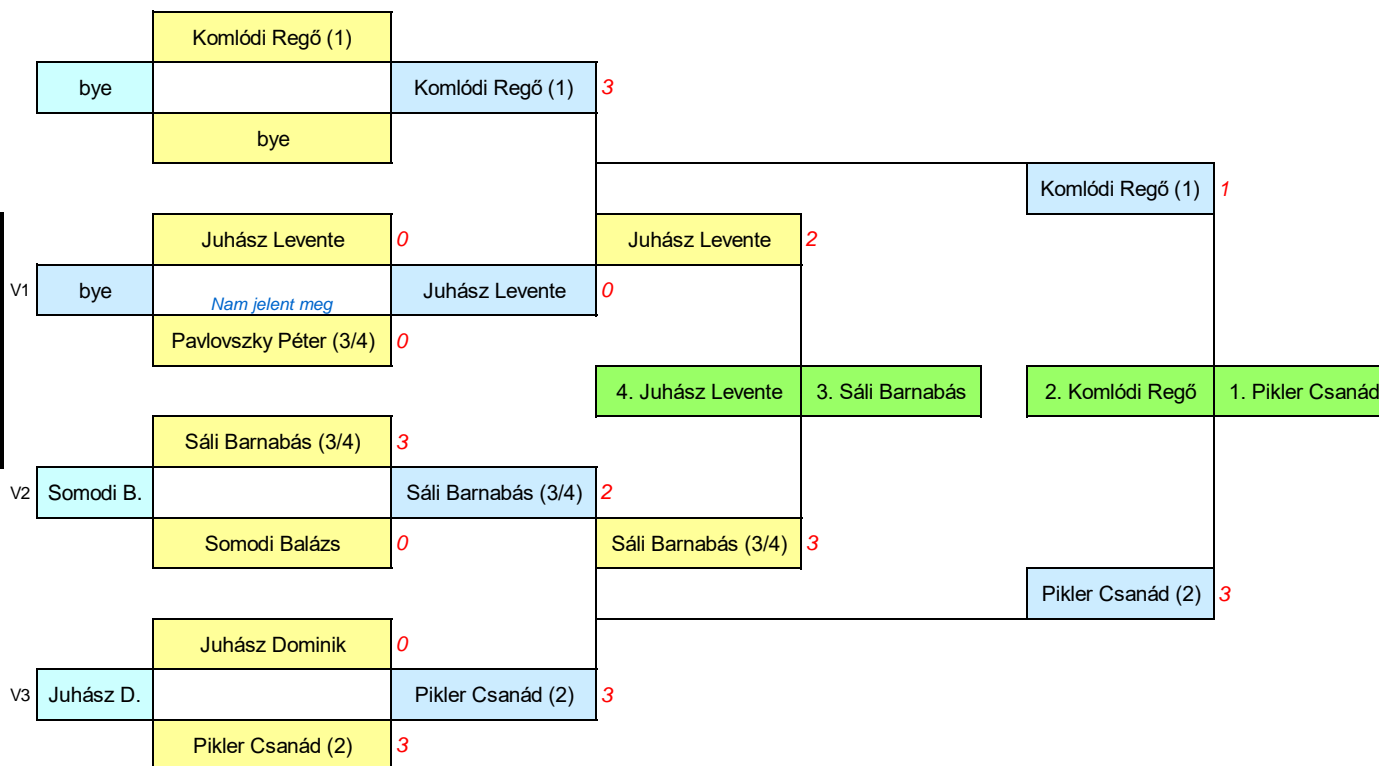 Komlódi Regő (1)
bye Komlódi Regő (1) 3
bye
Komlódi Regő (1) 1
Juhász Levente 0 Juhász Levente 2
V1 bye Nam jelent meg Juhász Levente 0
Pavlovszky Péter (3/4) 0
4. Juhász Levente 3. Sáli Barnabás 2. Komlódi Regő 1. Pikler Csanád
Sáli Barnabás (3/4) 3
V2 Somodi B. Sáli Barnabás (3/4) 2
Somodi Balázs 0 Sáli Barnabás (3/4) 3
Pikler Csanád (2) 3
Juhász Dominik 0
V3 Juhász D. Pikler Csanád (2) 3
Pikler Csanád (2) 3